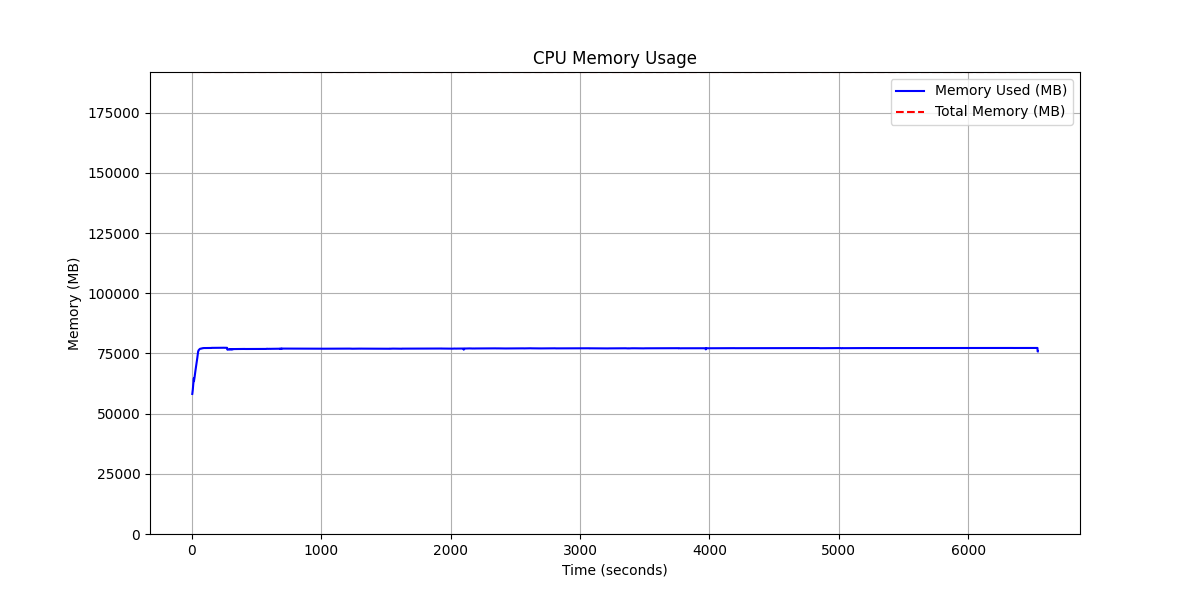 CPU Memory Usage
Memory Used (MB)
Total Memory (MB)
175000
150000
125000
100000
75000
50000
25000
0
Memory (MB)
0 1000 2000 3000 4000 5000 6000
Time (seconds)